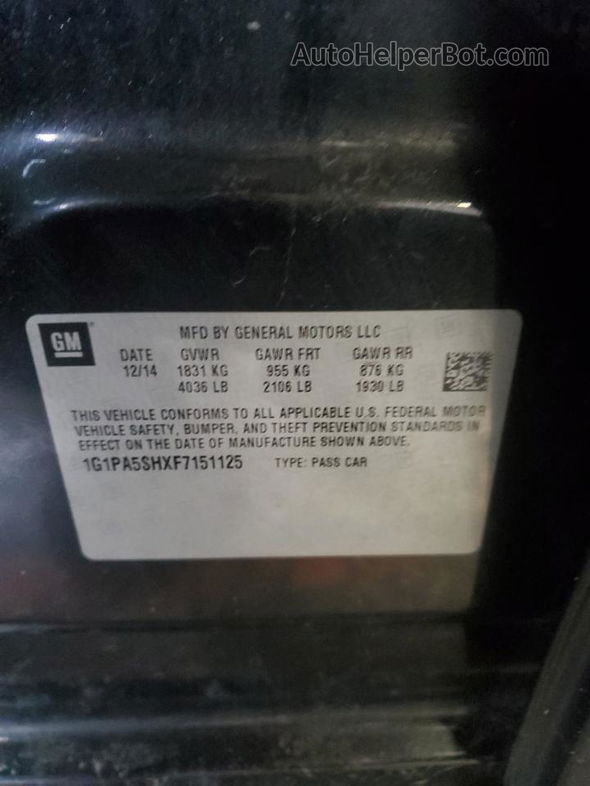 AutoHelperBot.com
GM
MFD BY GENERAL MOTORS LLC
DATE GVWR GAWR FRT GAWR RR
12/14 1831 KG 955 KG 876 KG
4036 LB 2106 LB 1930 LB
THIS VEHICLE CONFORMS TO ALL APPLICABLE U.S. FEDERAL MOTOR
VEHICLE SAFETY, BUMPER, AND THEFT PREVENTION STANDARDS IN
EFFECT ON THE DATE OF MANUFACTURE SHOWN ABOVE.
1G1PA5SHXF7151125 TYPE: PASS CAR